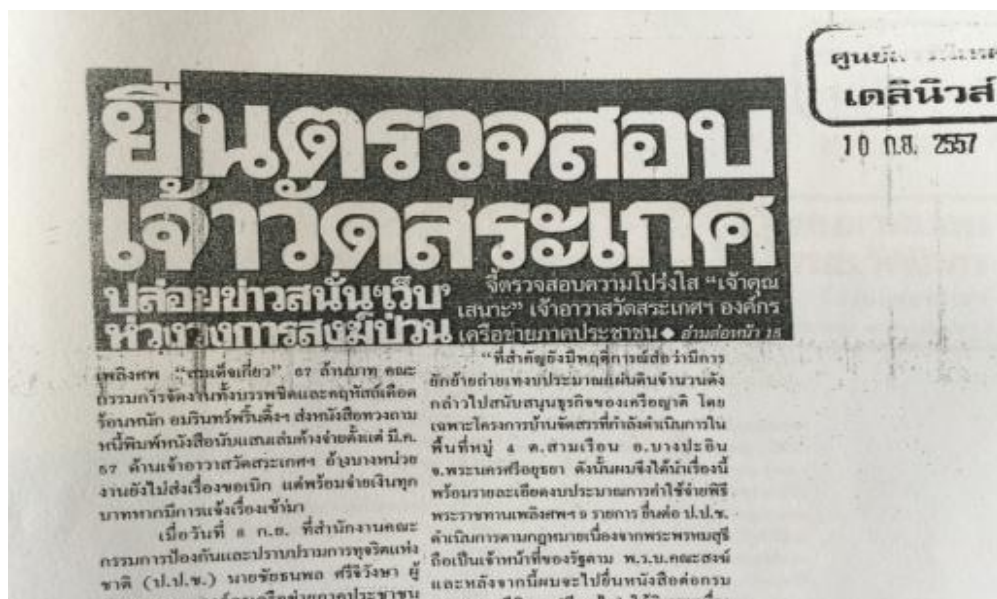 เดลินิวส์
10 ก.ย. 2557
ยื่นตรวจสอบ
เจ้าวัดสระเกศ
ปล่อยข่าวสนั่น‘เว็บ’
ห่วงวงการสงฆ์ป่วน
จี้ตรวจสอบความโปร่งใส “เจ้าคุณ
เสนาะ” เจ้าอาวาสวัดสระเกศฯ องค์กร
เครือข่ายภาคประชาชน ◆ อ่านต่อหน้า 15
เพลิงศพ “สมเด็จเกี่ยว” 67 ล้านบาท คณะ
กรรมการจัดงานทั้งบรรพชิตและคฤหัสถ์เดือด
ร้อนหนัก อมรินทร์พริ้นติ้งฯ ส่งหนังสือทวงถาม
หนี้พิมพ์หนังสือนับแสนเล่มค้างจ่ายตั้งแต่ มี.ค.
57 ด้านเจ้าอาวาสวัดสระเกศฯ อ้างบางหน่วย
งานยังไม่ส่งเรื่องขอเบิก แต่พร้อมจ่ายเงินทุก
บาทหากมีการแจ้งเรื่องเข้ามา
เมื่อวันที่ 8 ก.ย. ที่สำนักงานคณะ
กรรมการป้องกันและปราบปรามการทุจริตแห่ง
ชาติ (ป.ป.ช.) นายชัยธนพล ศรีจิวังษา ผู้
เครือข่ายภาคประชาชน
“ที่สำคัญยังมีพฤติการณ์ส่อว่ามีการ
ยักย้ายถ่ายเทงบประมาณแผ่นดินจำนวนดัง
กล่าวไปสนับสนุนธุรกิจของเครือญาติ โดย
เฉพาะโครงการบ้านจัดสรรที่กำลังดำเนินการใน
พื้นที่หมู่ 4 ต.สามเรือน อ.บางปะอิน
จ.พระนครศรีอยุธยา ดังนั้นผมจึงได้นำเรื่องนี้
พร้อมรายละเอียดงบประมาณการค่าใช้จ่ายพิธี
พระราชทานเพลิงศพฯ 9 รายการ ยื่นต่อ ป.ป.ช.
ดำเนินการตามกฎหมายเนื่องจากพระพรหมสุธี
ถือเป็นเจ้าหน้าที่ของรัฐตาม พ.ร.บ.คณะสงฆ์
และหลังจากนี้ผมจะไปยื่นหนังสือต่อกรม